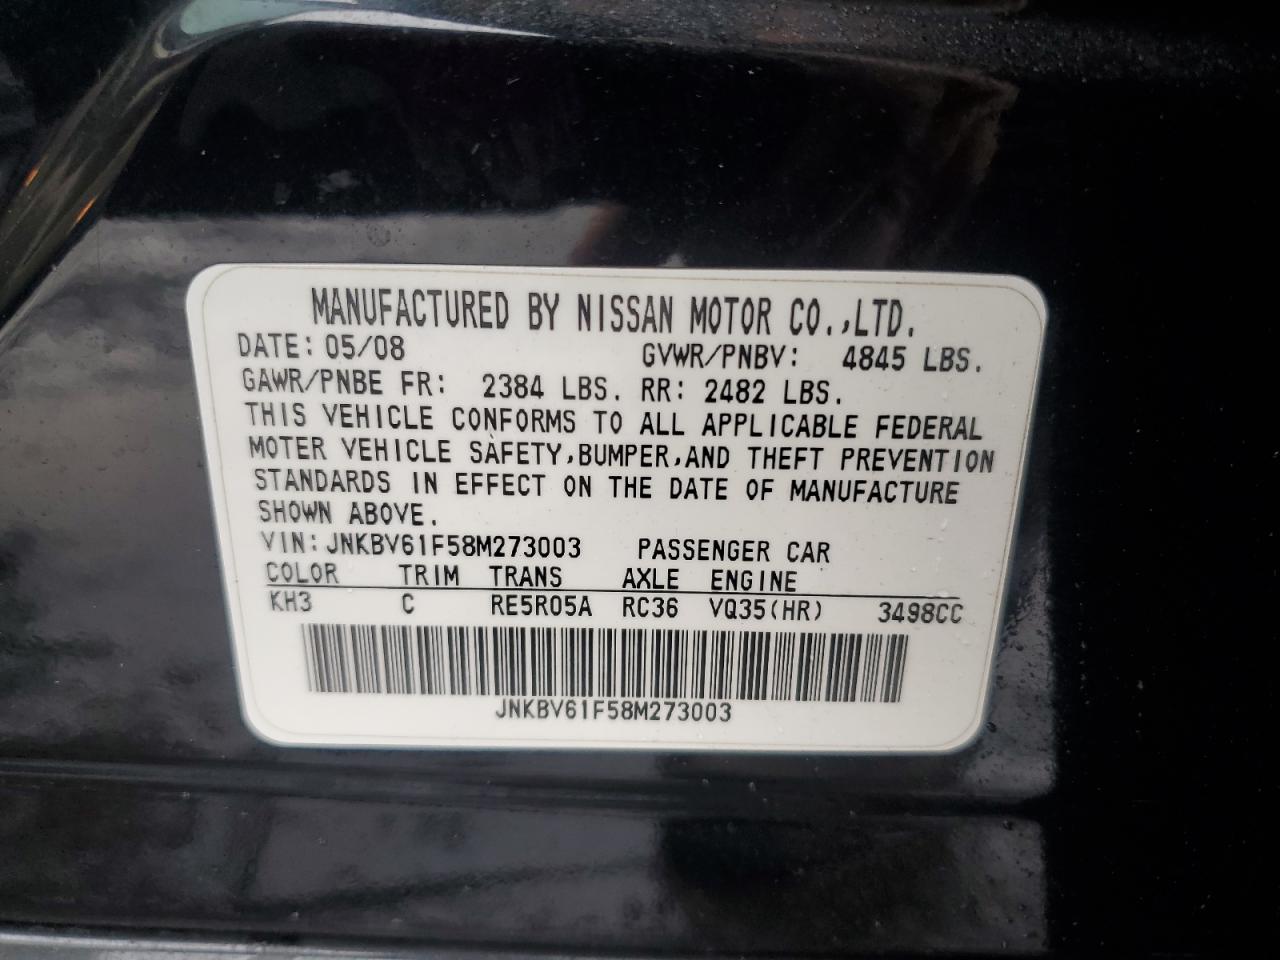 MANUFACTURED BY NISSAN MOTOR CO.,LTD.
DATE: 05/08 GVWR/PNBV: 4845 LBS.
GAWR/PNBE FR: 2384 LBS. RR: 2482 LBS.
THIS VEHICLE CONFORMS TO ALL APPLICABLE FEDERAL
MOTER VEHICLE SAFETY,BUMPER,AND THEFT PREVENTION
STANDARDS IN EFFECT ON THE DATE OF MANUFACTURE
SHOWN ABOVE.
VIN: JNKBV61F58M273003 PASSENGER CAR
COLOR TRIM TRANS AXLE ENGINE
KH3 C RE5R05A RC36 VQ35(HR) 3498CC
JNKBV61F58M273003